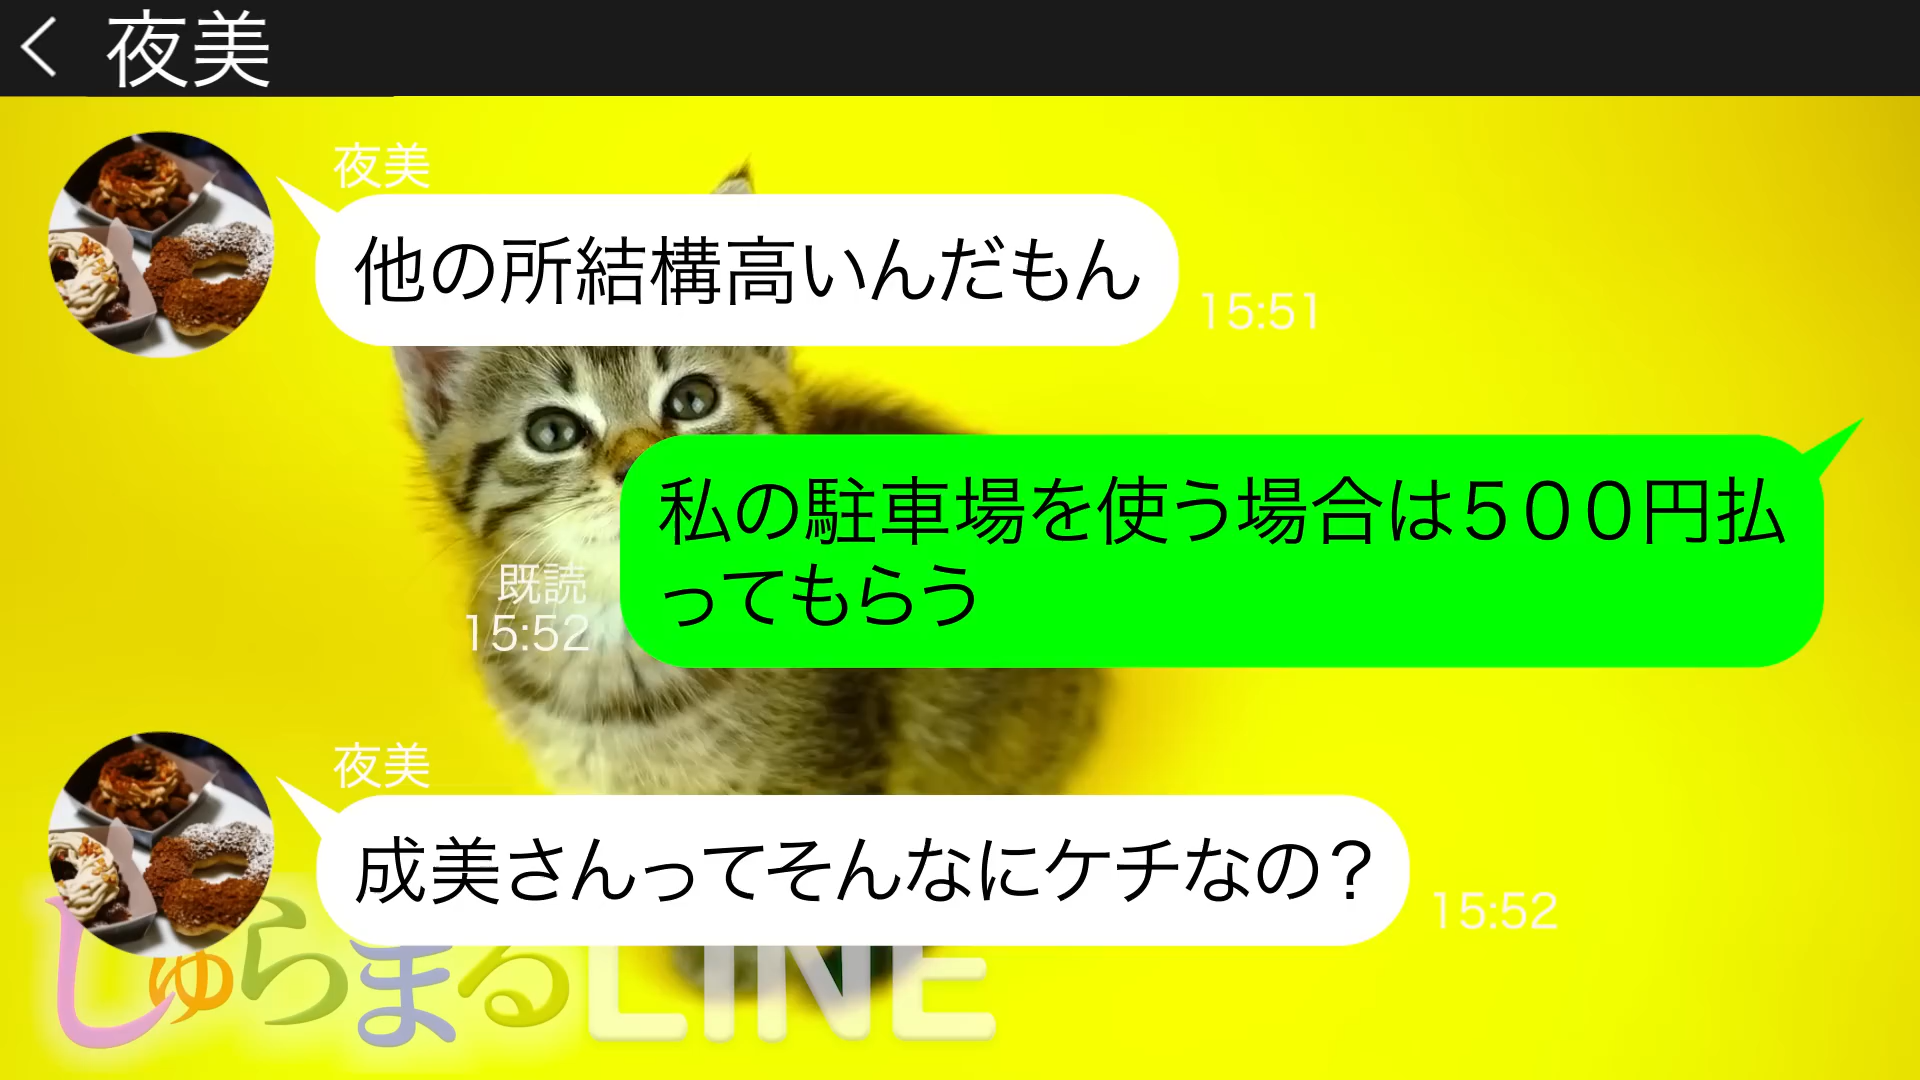 夜美
夜美
他の所結構高いんだもん
15:51
私の駐車場を使う場合は５００円払
ってもらう
既読
15:52
夜美
成美さんってそんなにケチなの？
15:52
しゅらまるLINE